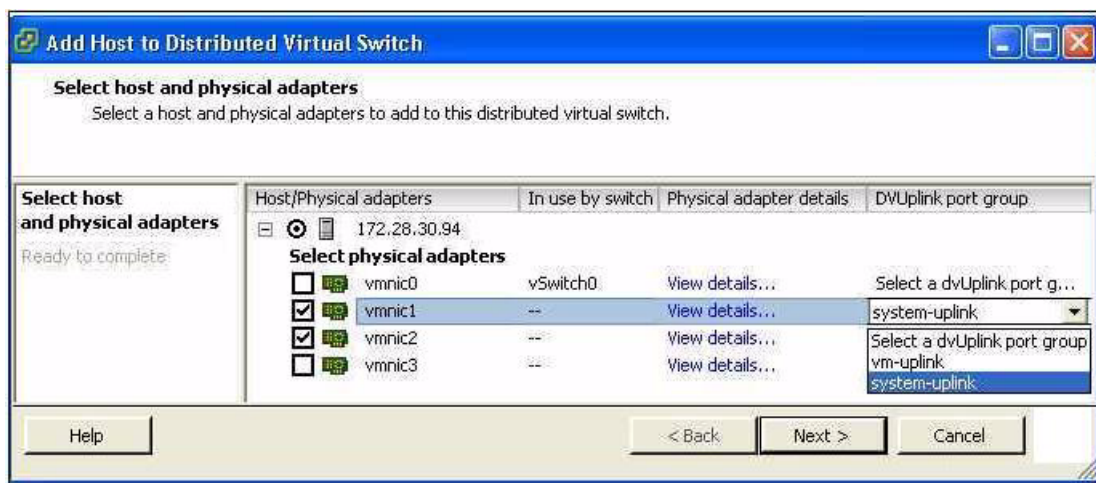 Add Host to Distributed Virtual Switch
Select host and physical adapters
Select a host and physical adapters to add to this distributed virtual switch.
Select host
and physical adapters
Ready to complete
Host/Physical adapters In use by switch Physical adapter details DVUplink port group
172.28.30.94
Select physical adapters
vmnic0 vSwitch0 View details... Select a dvUplink port g...
vmnic1 -- View details... system-uplink
vmnic2 -- View details...
vmnic3 -- View details...
Select a dvUplink port group
vm-uplink
system-uplink
Help < Back Next > Cancel